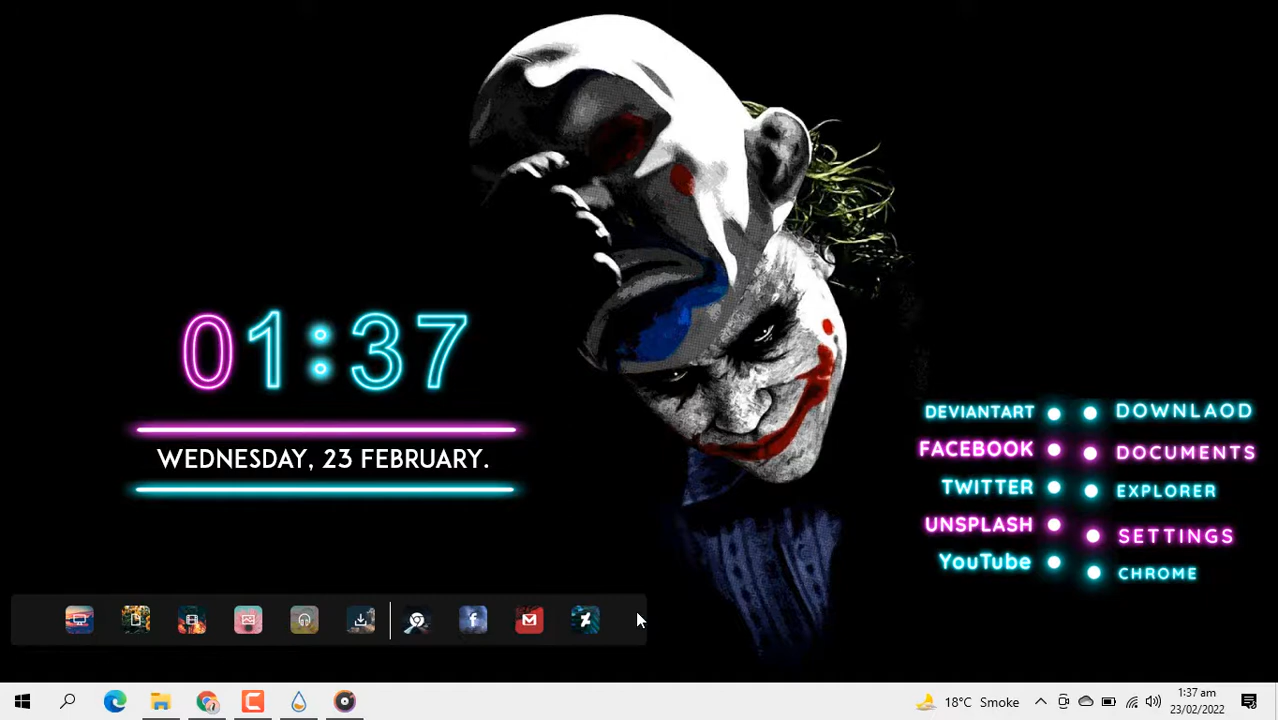 01:37
WEDNESDAY, 23 FEBRUARY.
DEVIANTART
FACEBOOK
TWITTER
UNSPLASH
YouTube
DOWNLAOD
DOCUMENTS
EXPLORER
SETTINGS
CHROME
18°C Smoke
1:37 am
23/02/2022